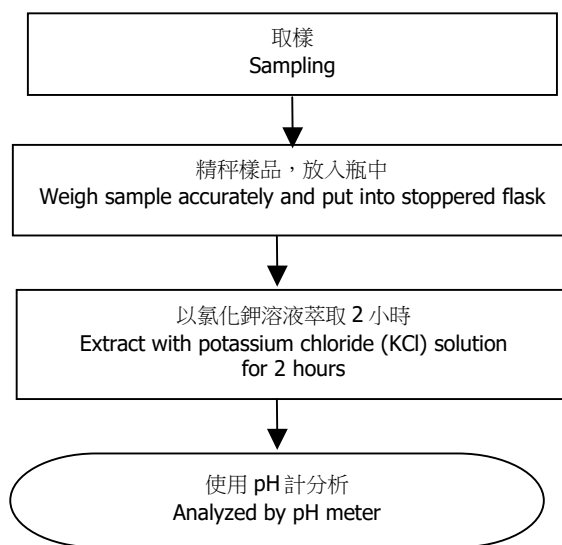 取樣
Sampling
精秤樣品，放入瓶中
Weigh sample accurately and put into stoppered flask
以氯化鉀溶液萃取 2 小時
Extract with potassium chloride (KCl) solution
for 2 hours
使用 pH 計分析
Analyzed by pH meter